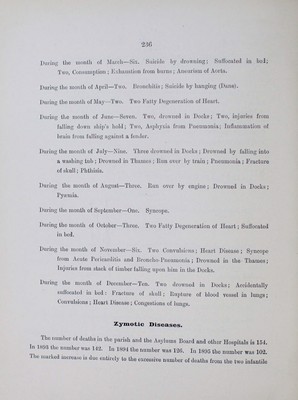 236
During the month of March—Six. Suicide by drowning; Suffocated in bed;
Two, Consumption; Exhaustion from burns; Aneurism of Aorta.
During the month of April—Two. Bronchitis; Suicide by hanging (Dane).
During the month of May—Two. Two Fatty Degeneration of Heart.
During the month of June—Seven. Two, drowned in Docks; Two, injuries from
falling down ship's hold; Two, Asphyxia from Pneumonia; Inflammation of
brain from falling against a fender.
During the month of July—Nine. Three drowned in Docks; Drowned by falling into
a washing tub; Drowned in Thames; Run over by train; Pneumonia; Fracture
of skull; Phthisis.
During the month of August—Three. Run over by engine; Drowned in Docks;
Pyæmia.
During the month of September—One. Syncope.
During the month of October—Three. Two Fatty Degeneration of Heart; Suffocated
in bed.
During the month of November—Six. Two Convulsions; Heart Disease; Syncope
from Acute Pericarditis and Broncho-Pneumonia; Drowned in the Thames;
Injuries from stack of timber falling upon him in the Docks.
During the month of December—Ten. Two drowned in Docks; Accidentally
suffocated in bed: Fracture of skull; Rupture of blood vessel in lungs;
Convulsions; Heart Disease; Congestions of lungs.
Zymotic Diseases.
The number of deaths in the parish and the Asylums Board and other Hospitals is 154.
In 1895 the number was 142. In 1894 the number was 126. In 1893 the number was 102.
The marked increase is due entirely to the excessive number of deaths from the two infantile